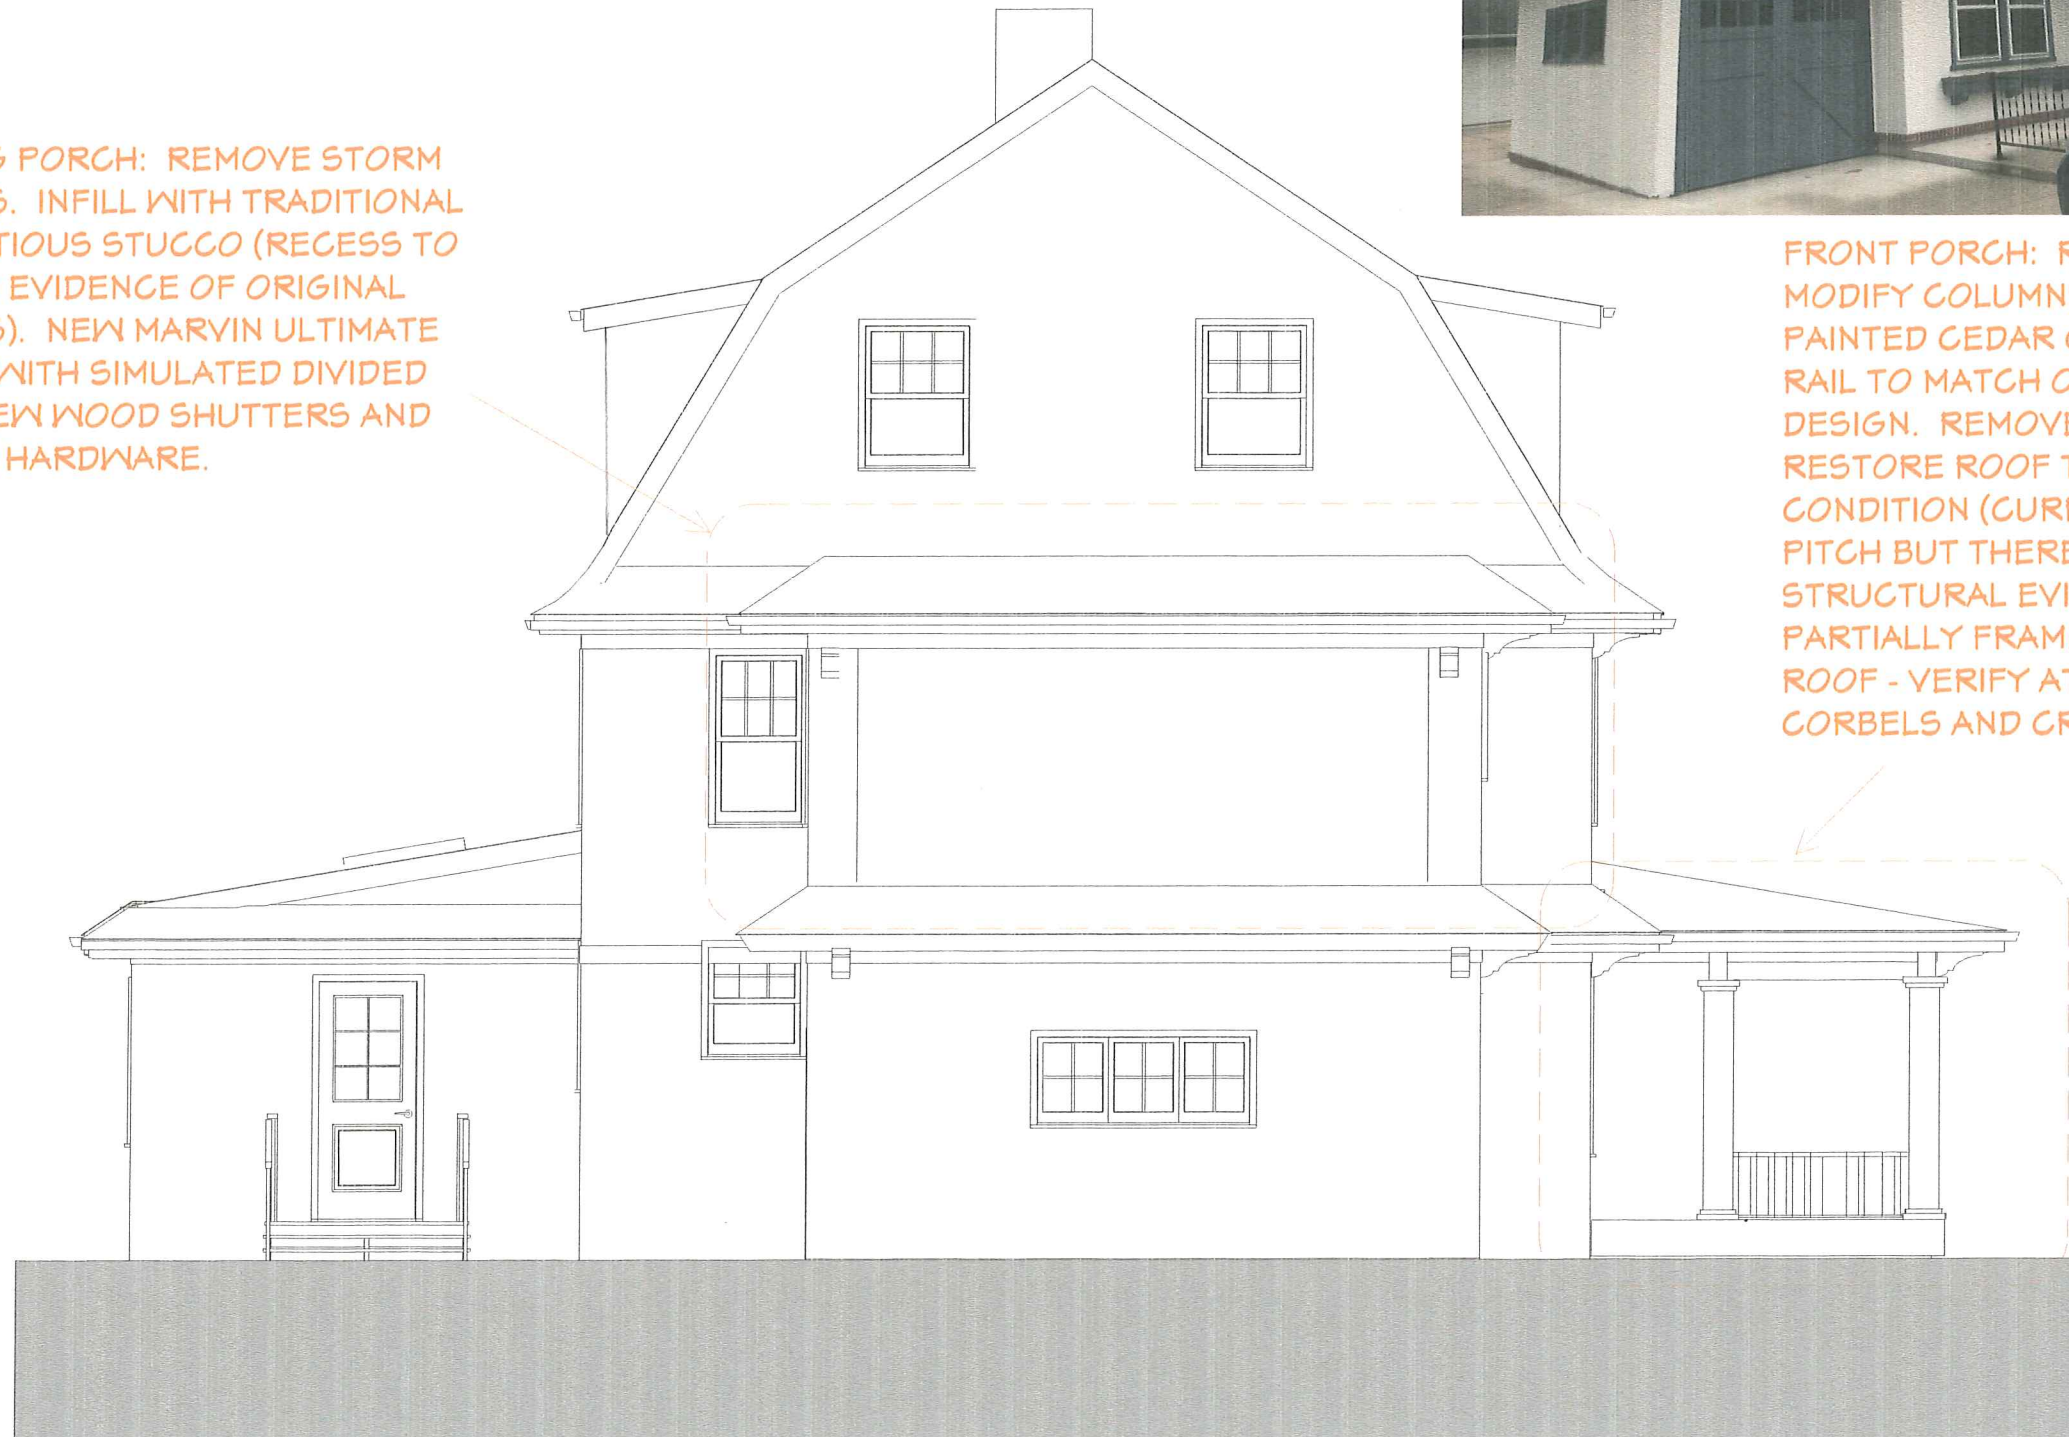 PORCH: REMOVE STORM
INFILL WITH TRADITIONAL
STUCCO (RECESS TO
EVIDENCE OF ORIGINAL
NEW MARVIN ULTIMATE
WITH SIMULATED DIVIDED
WOOD SHUTTERS AND
HARDWARE.
FRONT PORCH:
MODIFY COLUMN
PAINTED CEDAR
RAIL TO MATCH
DESIGN. REMOVE
RESTORE ROOF
CONDITION
PITCH BUT THERE
STRUCTURAL
PARTIALLY
ROOF - VERIFY
CORBELS AND